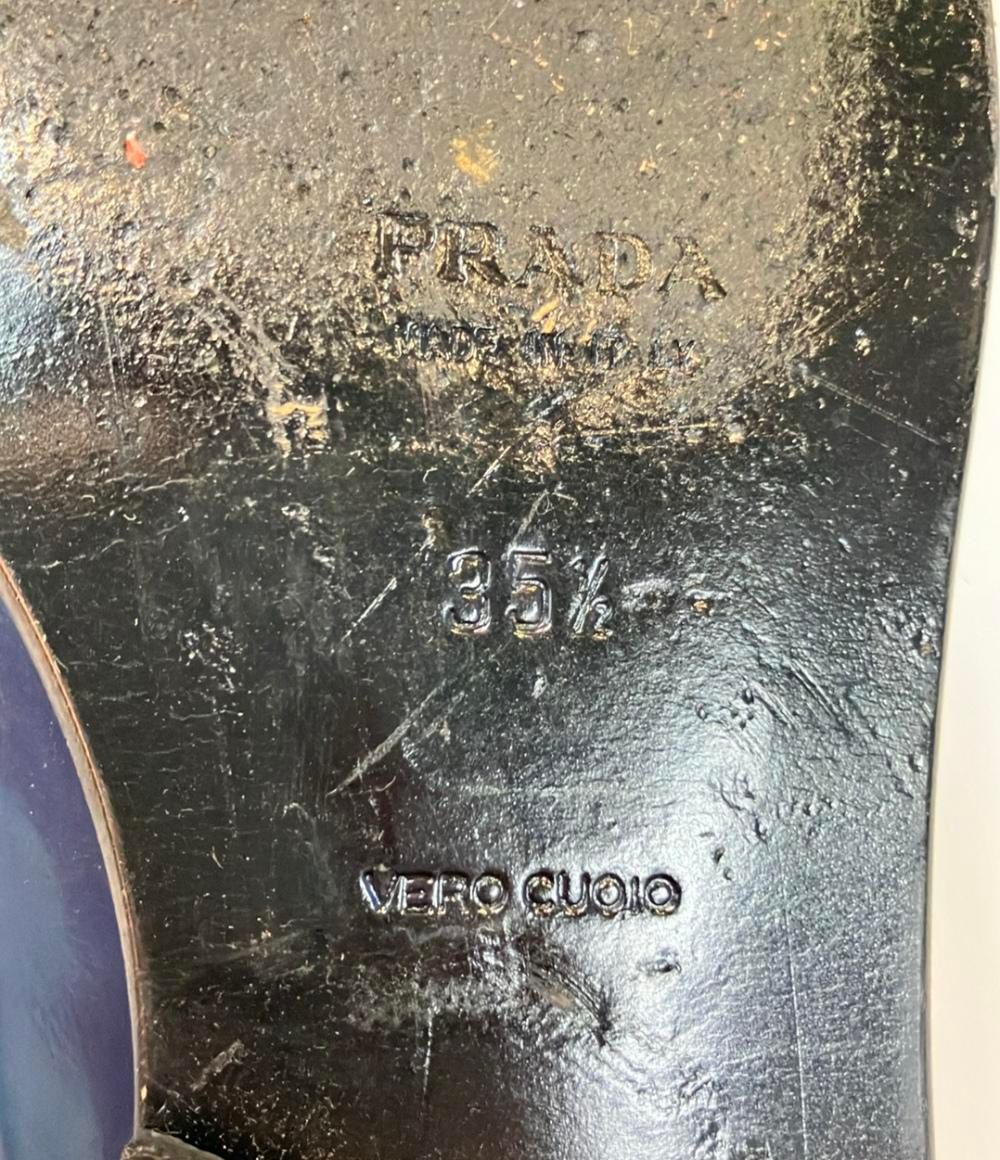 PRADA
MADE IN ITALY
35½
VERO CUOIO